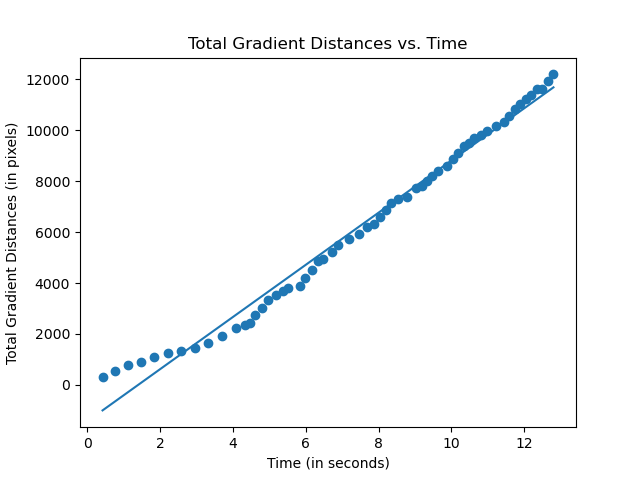 Total Gradient Distances vs. Time
12000
10000
8000
6000
4000
2000
0
Total Gradient Distances (in pixels)
0 2 4 6 8 10 12
Time (in seconds)